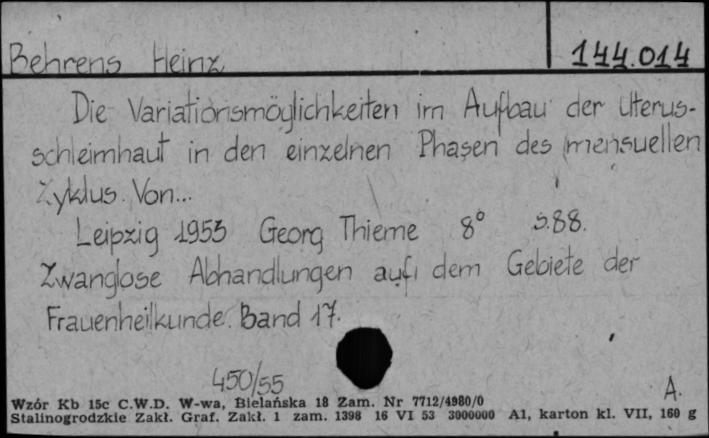 Behrens Heinz
144.014
Die Variationsmöglichkeiten im Aufbau der Uterus-
schleimhaut in den einzelnen Phasen des mensuellen
Zyklus. Von...
Leipzig 1953 Georg Thieme 8° S.88.
Zwanglose Abhandlungen auf dem Gebiete der
Frauenheilkunde. Band 17.
450/55
A.
Wzór Kb 15c C.W.D. W-wa, Bielańska 18 Zam. Nr 7712/4980/0
Stalinogrodzkie Zakł. Graf. Zakł. 1 zam. 1398 16 VI 53 3000000 A1, karton kl. VII, 160 g